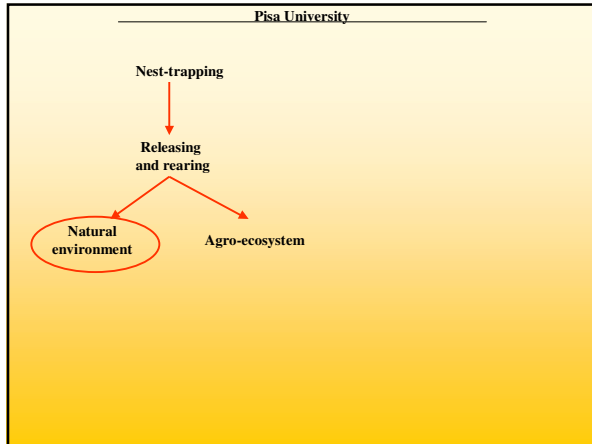 Pisa University
Nest-trapping
Releasing
and rearing
Natural
environment
Agro-ecosystem